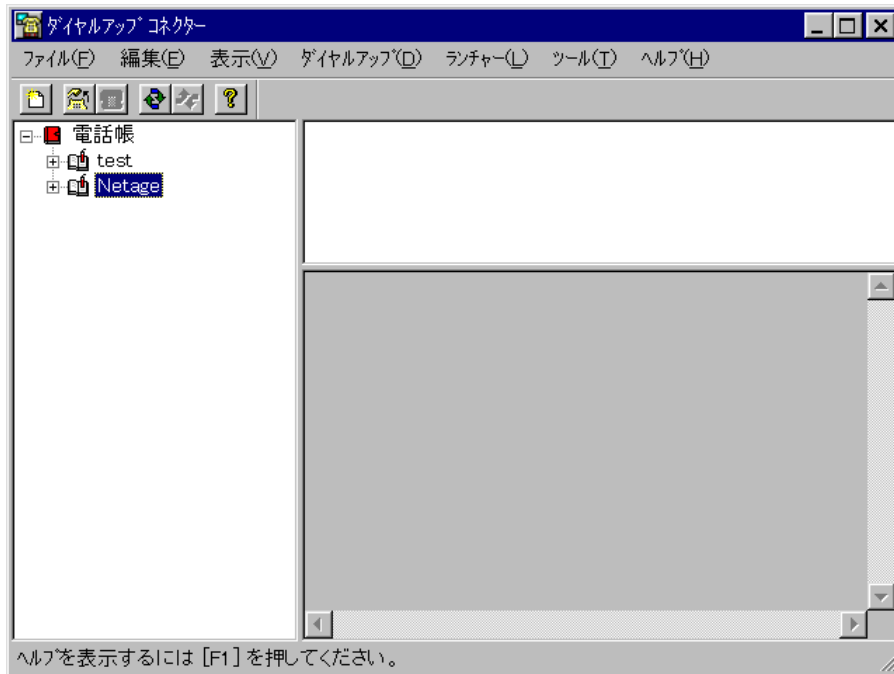 ﾀﾞｲﾔﾙｱｯﾌﾟ ｺﾈｸﾀｰ
ﾌｧｲﾙ(F) 編集(E) 表示(V) ﾀﾞｲﾔﾙｱｯﾌﾟ(D) ﾗﾝﾁｬｰ(L) ﾂｰﾙ(T) ﾍﾙﾌﾟ(H)
電話帳
test
Netage
ﾍﾙﾌﾟを表示するには [F1] を押してください。